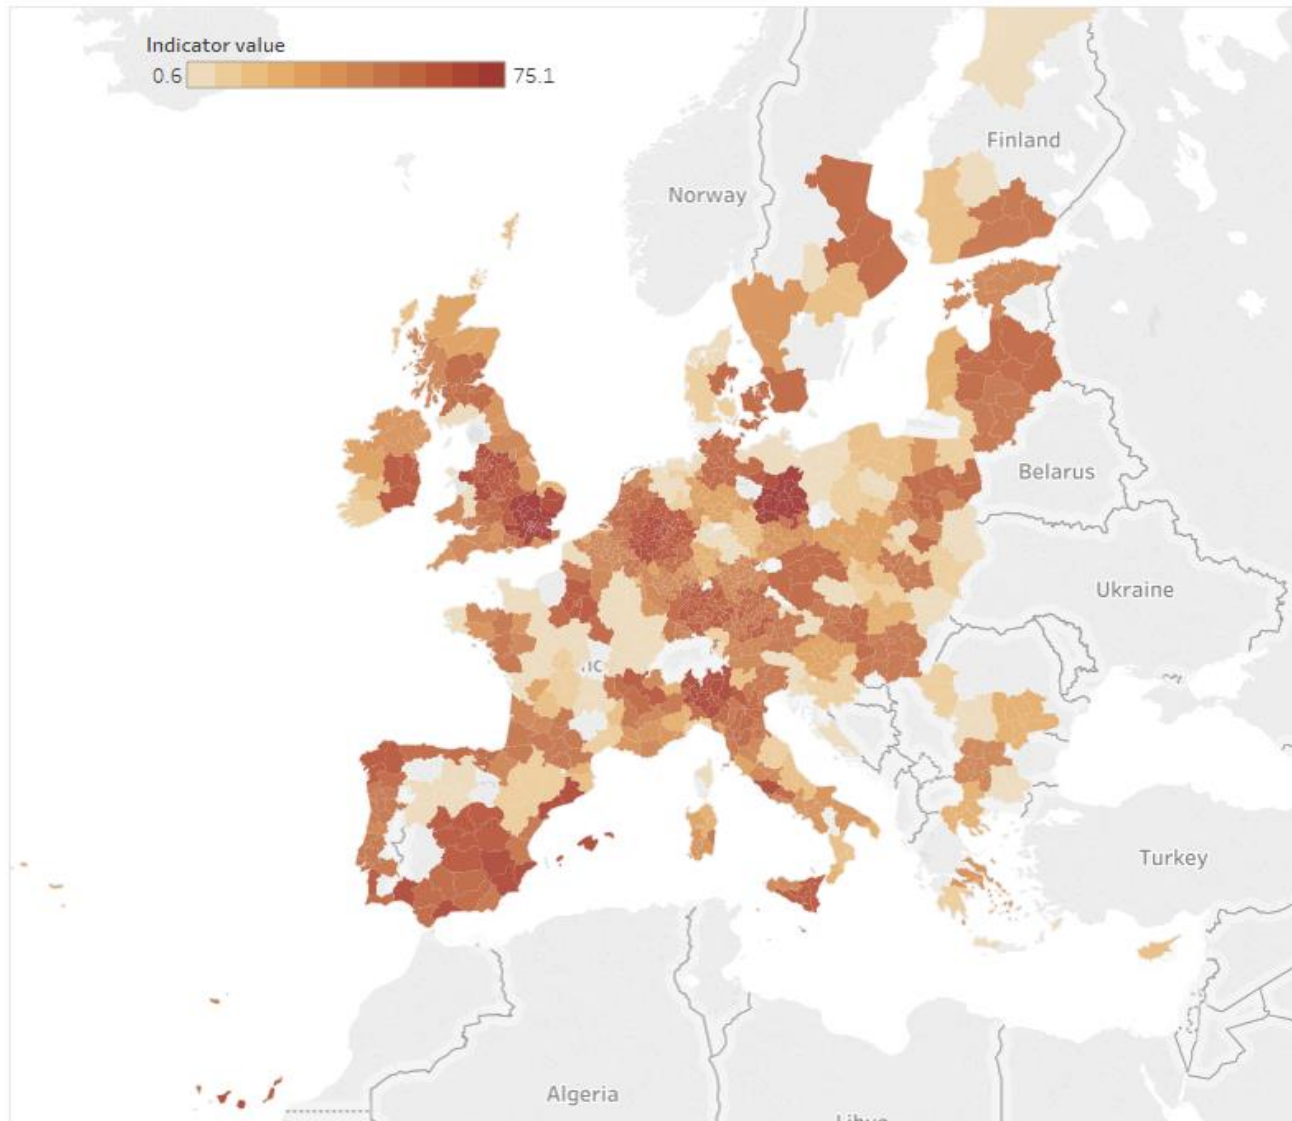 Indicator value
0.6 75.1
Finland
Norway
Belarus
Ukraine
Turkey
Algeria